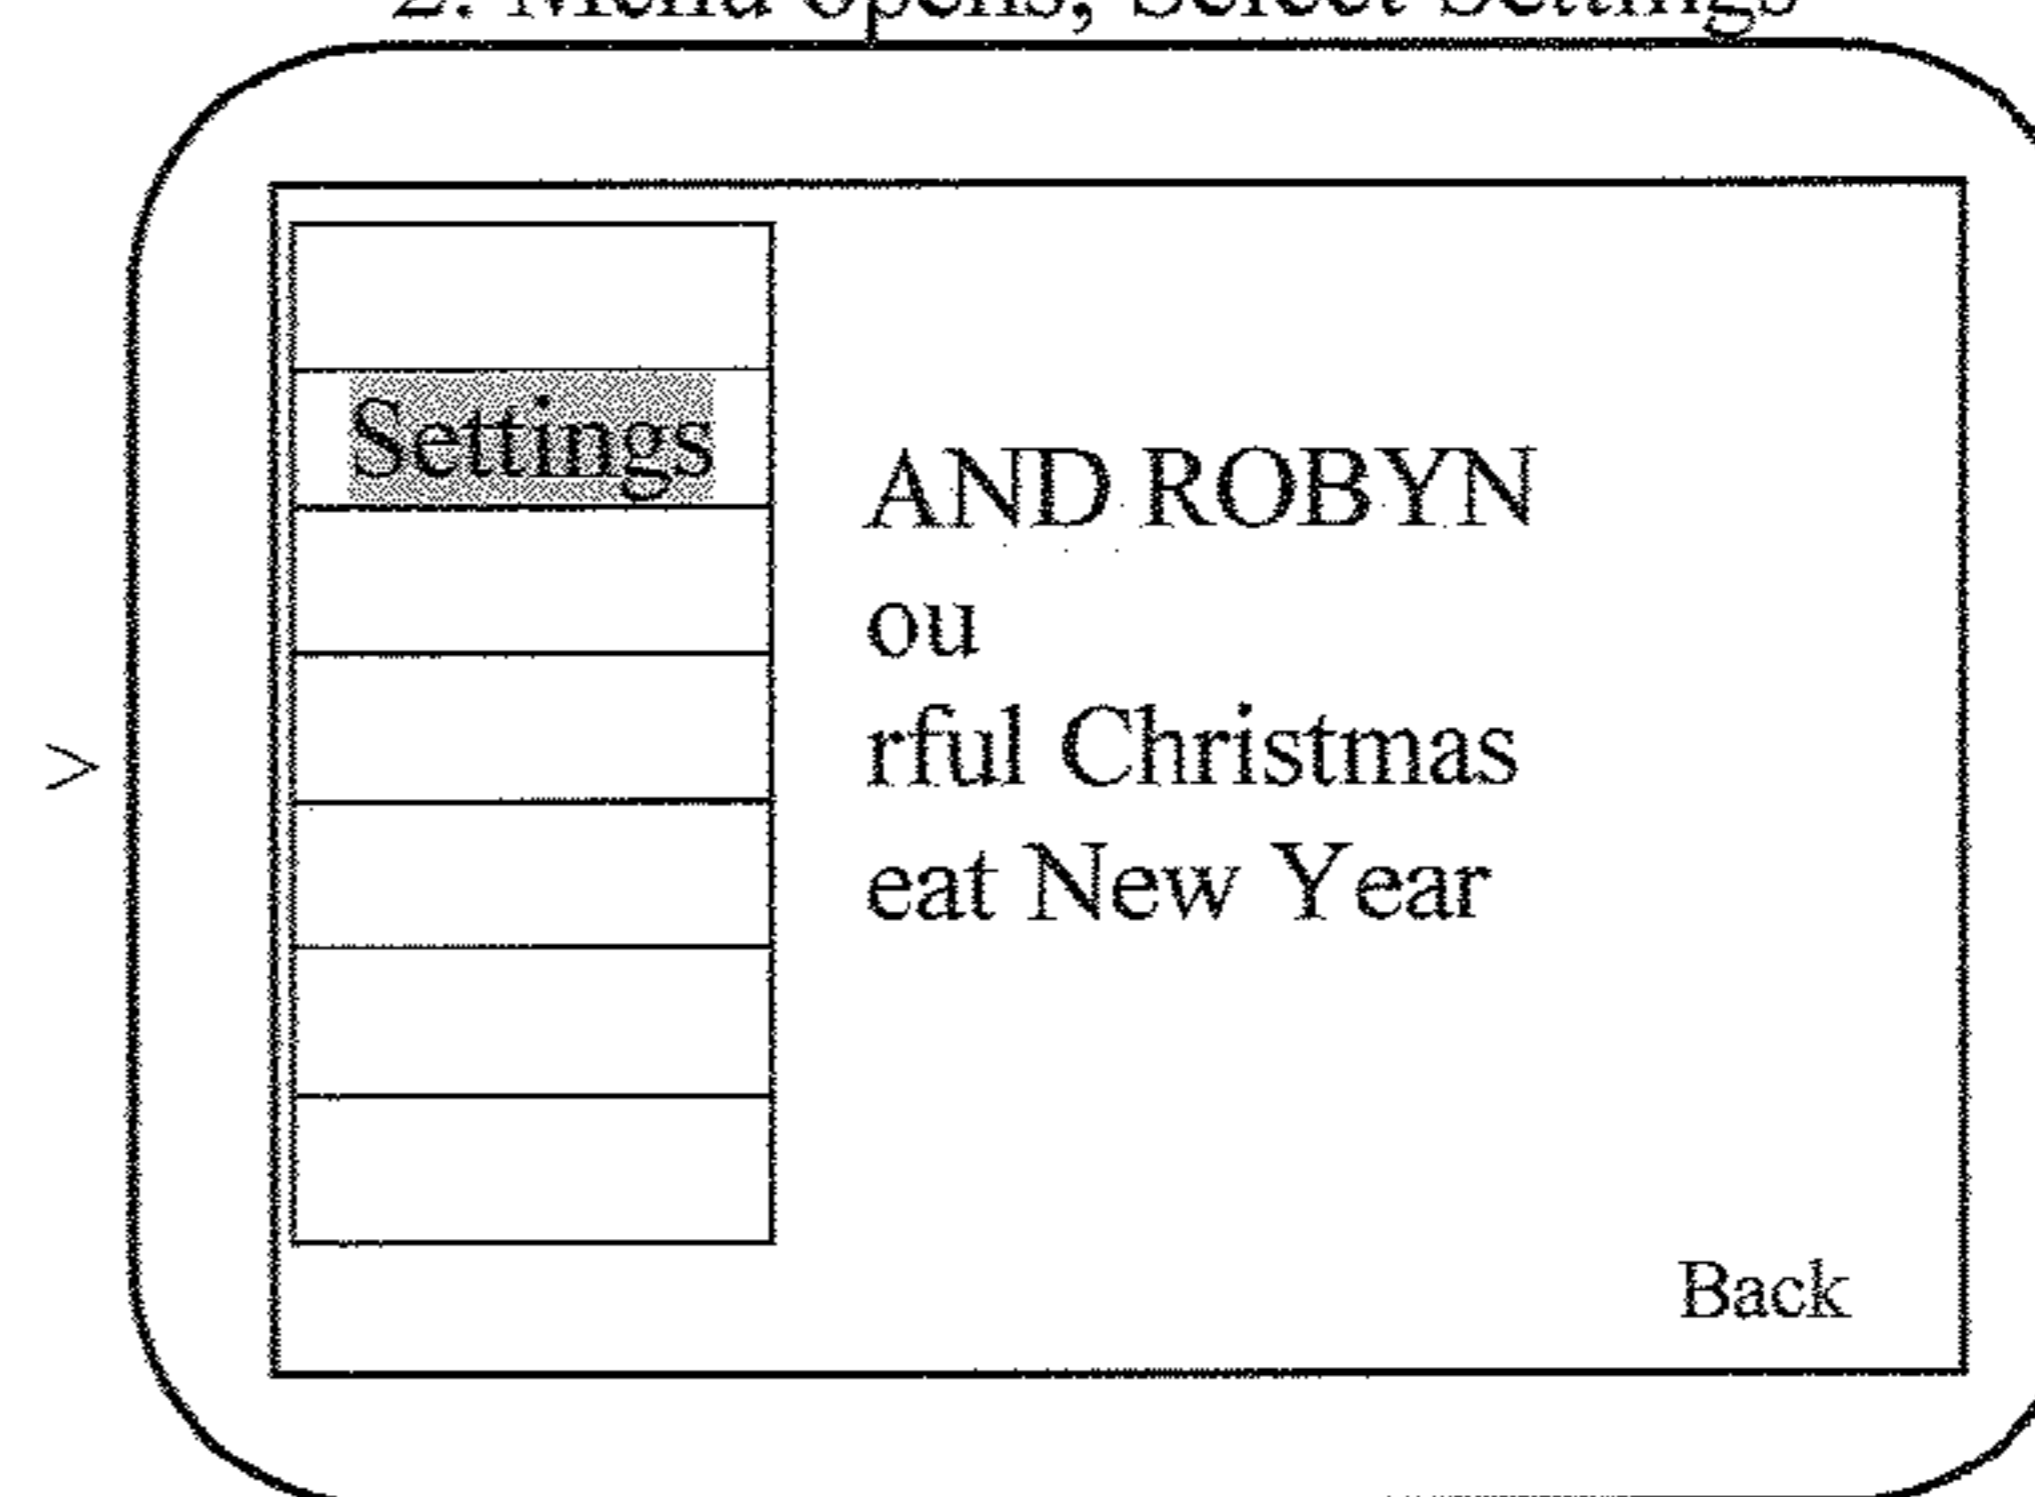 2. Menu opens, Select Settings
Settings
AND ROBYN
ou
rful Christmas
eat New Year
>
Back